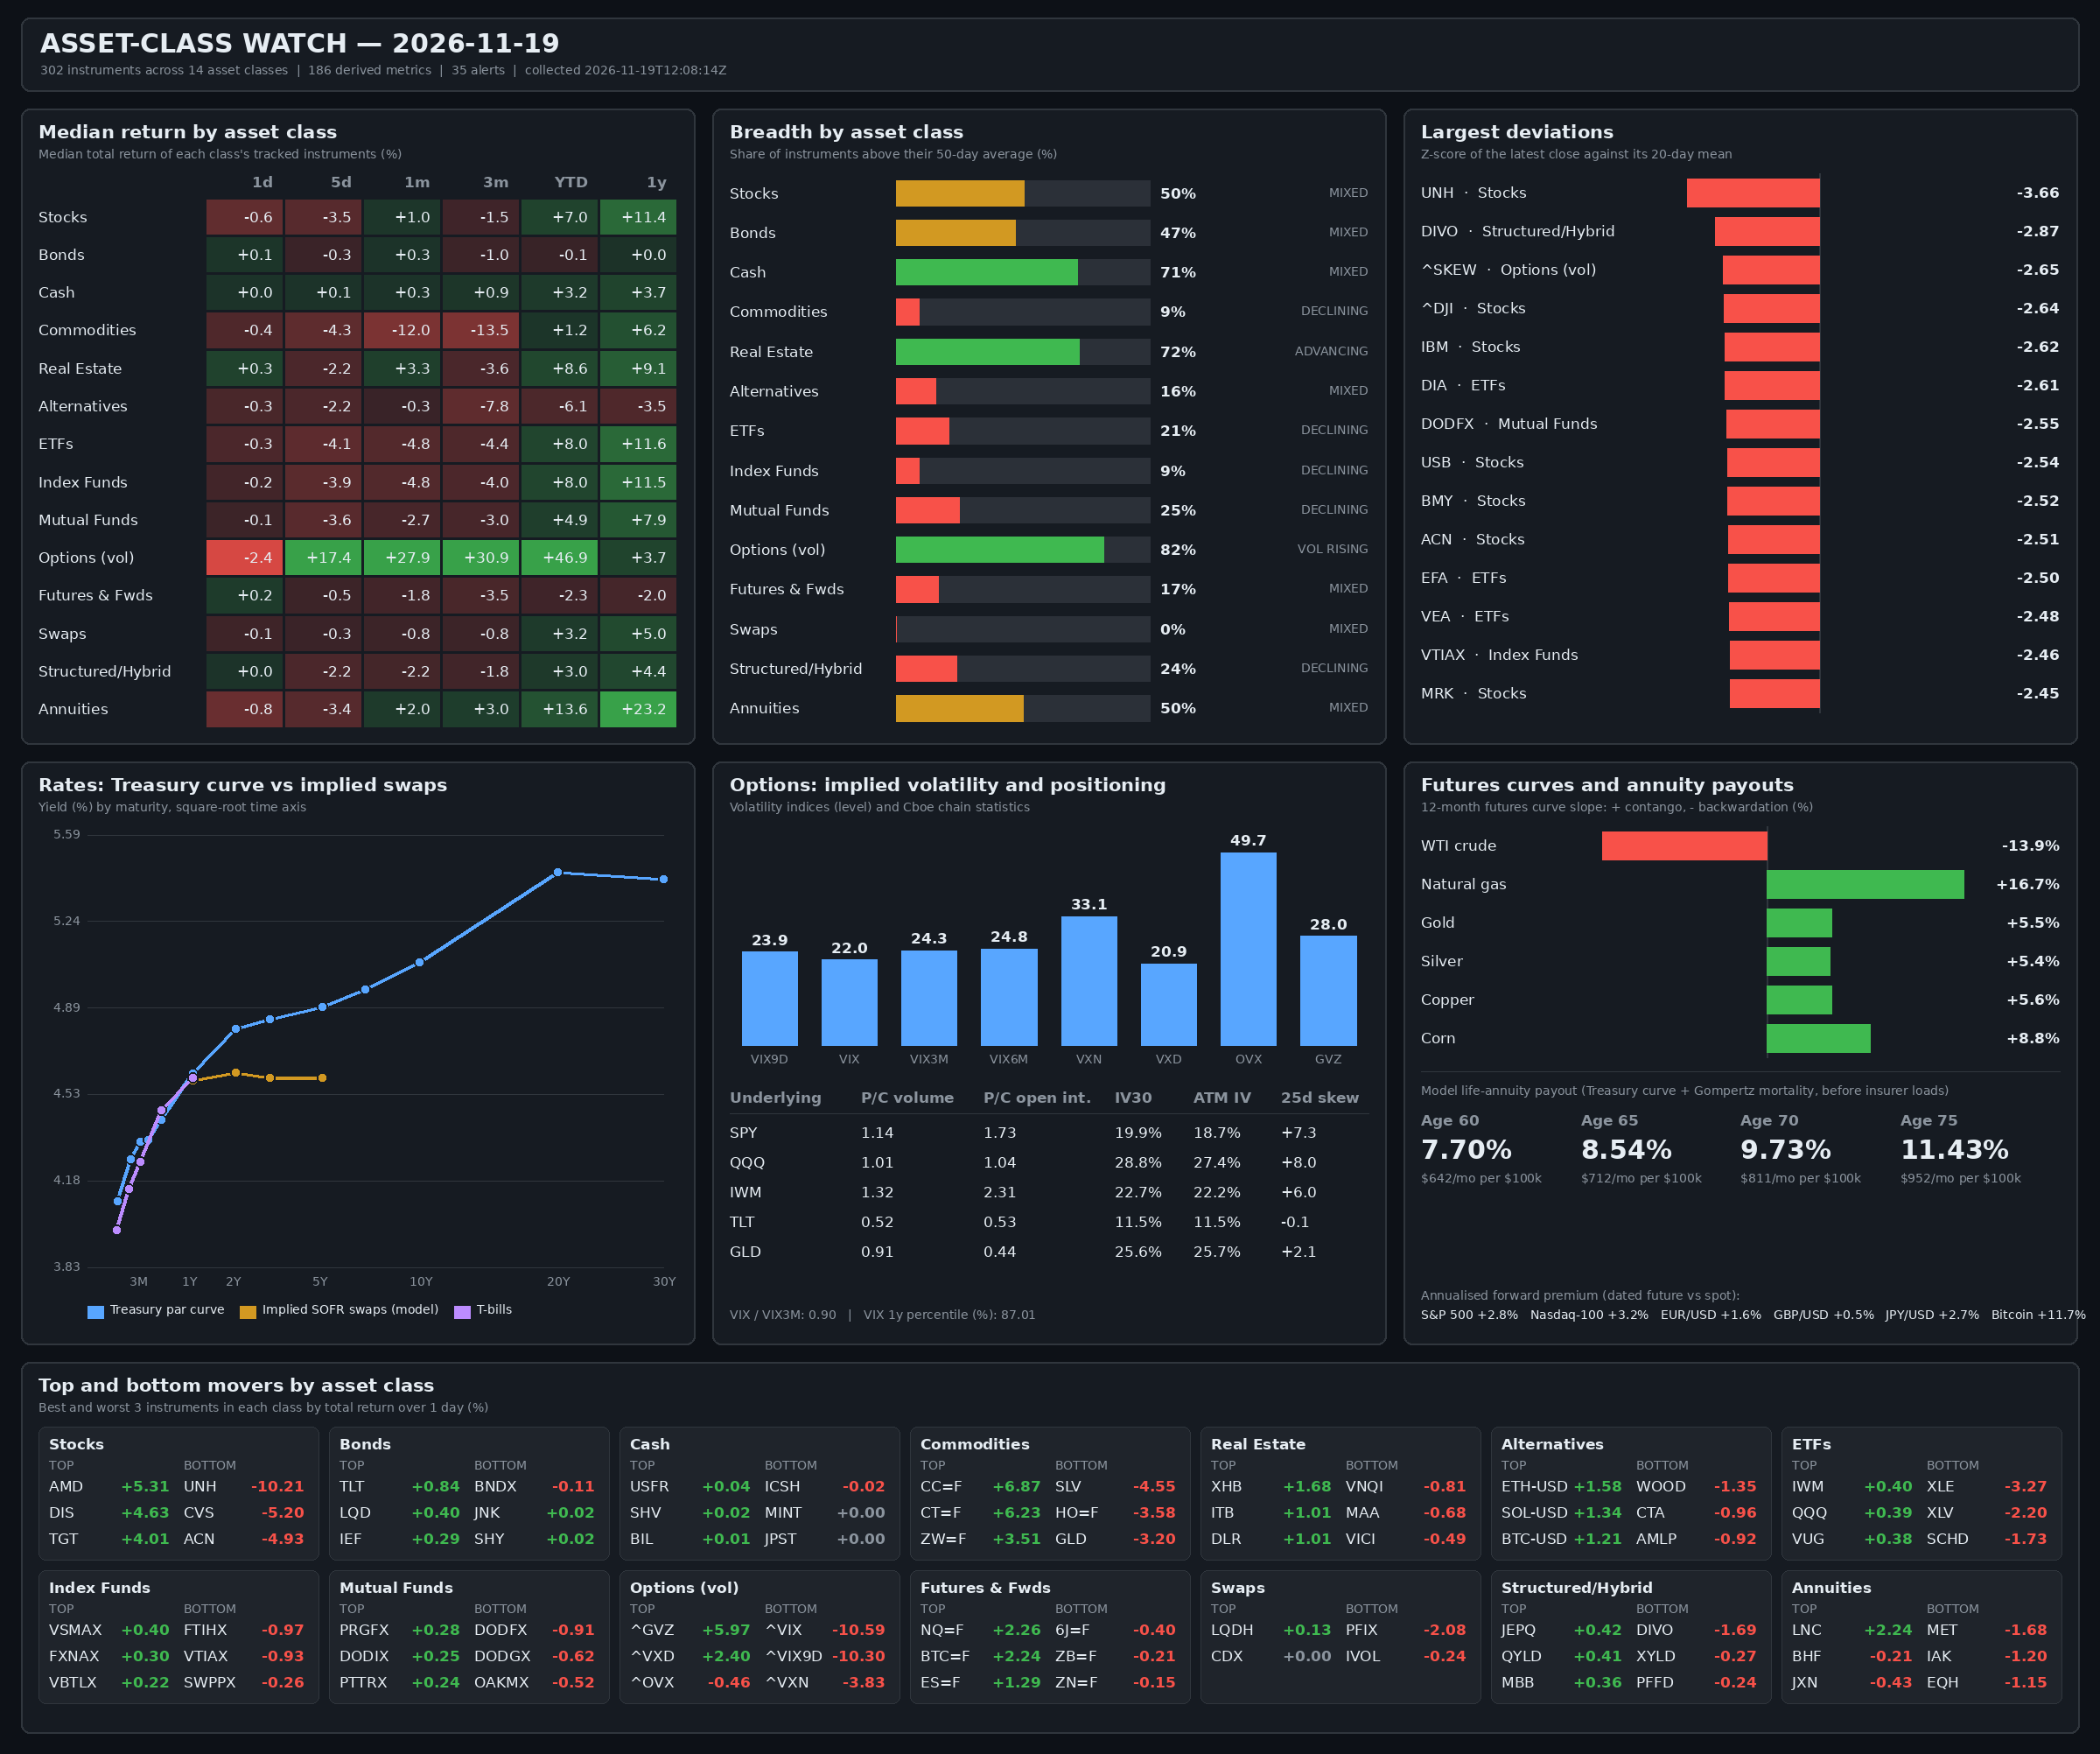 ASSET-CLASS WATCH — 2026-11-19
302 instruments across 14 asset classes | 186 derived metrics | 35 alerts | collected 2026-11-19T12:08:14Z
Median return by asset class
Median total return of each class's tracked instruments (%)
1d 5d 1m 3m YTD 1y
Stocks -0.6 -3.5 +1.0 -1.5 +7.0 +11.4
Bonds +0.1 -0.3 +0.3 -1.0 -0.1 +0.0
Cash +0.0 +0.1 +0.3 +0.9 +3.2 +3.7
Commodities -0.4 -4.3 -12.0 -13.5 +1.2 +6.2
Real Estate +0.3 -2.2 +3.3 -3.6 +8.6 +9.1
Alternatives -0.3 -2.2 -0.3 -7.8 -6.1 -3.5
ETFs -0.3 -4.1 -4.8 -4.4 +8.0 +11.6
Index Funds -0.2 -3.9 -4.8 -4.0 +8.0 +11.5
Mutual Funds -0.1 -3.6 -2.7 -3.0 +4.9 +7.9
Options (vol) -2.4 +17.4 +27.9 +30.9 +46.9 +3.7
Futures & Fwds +0.2 -0.5 -1.8 -3.5 -2.3 -2.0
Swaps -0.1 -0.3 -0.8 -0.8 +3.2 +5.0
Structured/Hybrid +0.0 -2.2 -2.2 -1.8 +3.0 +4.4
Annuities -0.8 -3.4 +2.0 +3.0 +13.6 +23.2
Breadth by asset class
Share of instruments above their 50-day average (%)
Stocks 50% MIXED
Bonds 47% MIXED
Cash 71% MIXED
Commodities 9% DECLINING
Real Estate 72% ADVANCING
Alternatives 16% MIXED
ETFs 21% DECLINING
Index Funds 9% DECLINING
Mutual Funds 25% DECLINING
Options (vol) 82% VOL RISING
Futures & Fwds 17% MIXED
Swaps 0% MIXED
Structured/Hybrid 24% DECLINING
Annuities 50% MIXED
Largest deviations
Z-score of the latest close against its 20-day mean
UNH · Stocks -3.66
DIVO · Structured/Hybrid -2.87
^SKEW · Options (vol) -2.65
^DJI · Stocks -2.64
IBM · Stocks -2.62
DIA · ETFs -2.61
DODFX · Mutual Funds -2.55
USB · Stocks -2.54
BMY · Stocks -2.52
ACN · Stocks -2.51
EFA · ETFs -2.50
VEA · ETFs -2.48
VTIAX · Index Funds -2.46
MRK · Stocks -2.45
Rates: Treasury curve vs implied swaps
Yield (%) by maturity, square-root time axis
5.59
5.24
4.89
4.53
4.18
3.83
3M 1Y 2Y 5Y 10Y 20Y 30Y
Treasury par curve Implied SOFR swaps (model) T-bills
Options: implied volatility and positioning
Volatility indices (level) and Cboe chain statistics
23.9 22.0 24.3 24.8 33.1 20.9 49.7 28.0
VIX9D VIX VIX3M VIX6M VXN VXD OVX GVZ
Underlying P/C volume P/C open int. IV30 ATM IV 25d skew
SPY 1.14 1.73 19.9% 18.7% +7.3
QQQ 1.01 1.04 28.8% 27.4% +8.0
IWM 1.32 2.31 22.7% 22.2% +6.0
TLT 0.52 0.53 11.5% 11.5% -0.1
GLD 0.91 0.44 25.6% 25.7% +2.1
VIX / VIX3M: 0.90 | VIX 1y percentile (%): 87.01
Futures curves and annuity payouts
12-month futures curve slope: + contango, - backwardation (%)
WTI crude -13.9%
Natural gas +16.7%
Gold +5.5%
Silver +5.4%
Copper +5.6%
Corn +8.8%
Model life-annuity payout (Treasury curve + Gompertz mortality, before insurer loads)
Age 60 Age 65 Age 70 Age 75
7.70% 8.54% 9.73% 11.43%
$642/mo per $100k $712/mo per $100k $811/mo per $100k $952/mo per $100k
Annualised forward premium (dated future vs spot):
S&P 500 +2.8% Nasdaq-100 +3.2% EUR/USD +1.6% GBP/USD +0.5% JPY/USD +2.7% Bitcoin +11.7%
Top and bottom movers by asset class
Best and worst 3 instruments in each class by total return over 1 day (%)
Stocks
TOP BOTTOM
AMD +5.31 UNH -10.21
DIS +4.63 CVS -5.20
TGT +4.01 ACN -4.93
Bonds
TOP BOTTOM
TLT +0.84 BNDX -0.11
LQD +0.40 JNK +0.02
IEF +0.29 SHY +0.02
Cash
TOP BOTTOM
USFR +0.04 ICSH -0.02
SHV +0.02 MINT +0.00
BIL +0.01 JPST +0.00
Commodities
TOP BOTTOM
CC=F +6.87 SLV -4.55
CT=F +6.23 HO=F -3.58
ZW=F +3.51 GLD -3.20
Real Estate
TOP BOTTOM
XHB +1.68 VNQI -0.81
ITB +1.01 MAA -0.68
DLR +1.01 VICI -0.49
Alternatives
TOP BOTTOM
ETH-USD +1.58 WOOD -1.35
SOL-USD +1.34 CTA -0.96
BTC-USD +1.21 AMLP -0.92
ETFs
TOP BOTTOM
IWM +0.40 XLE -3.27
QQQ +0.39 XLV -2.20
VUG +0.38 SCHD -1.73
Index Funds
TOP BOTTOM
VSMAX +0.40 FTIHX -0.97
FXNAX +0.30 VTIAX -0.93
VBTLX +0.22 SWPPX -0.26
Mutual Funds
TOP BOTTOM
PRGFX +0.28 DODFX -0.91
DODIX +0.25 DODGX -0.62
PTTRX +0.24 OAKMX -0.52
Options (vol)
TOP BOTTOM
^GVZ +5.97 ^VIX -10.59
^VXD +2.40 ^VIX9D -10.30
^OVX -0.46 ^VXN -3.83
Futures & Fwds
TOP BOTTOM
NQ=F +2.26 6J=F -0.40
BTC=F +2.24 ZB=F -0.21
ES=F +1.29 ZN=F -0.15
Swaps
TOP BOTTOM
LQDH +0.13 PFIX -2.08
CDX +0.00 IVOL -0.24
Structured/Hybrid
TOP BOTTOM
JEPQ +0.42 DIVO -1.69
QYLD +0.41 XYLD -0.27
MBB +0.36 PFFD -0.24
Annuities
TOP BOTTOM
LNC +2.24 MET -1.68
BHF -0.21 IAK -1.20
JXN -0.43 EQH -1.15